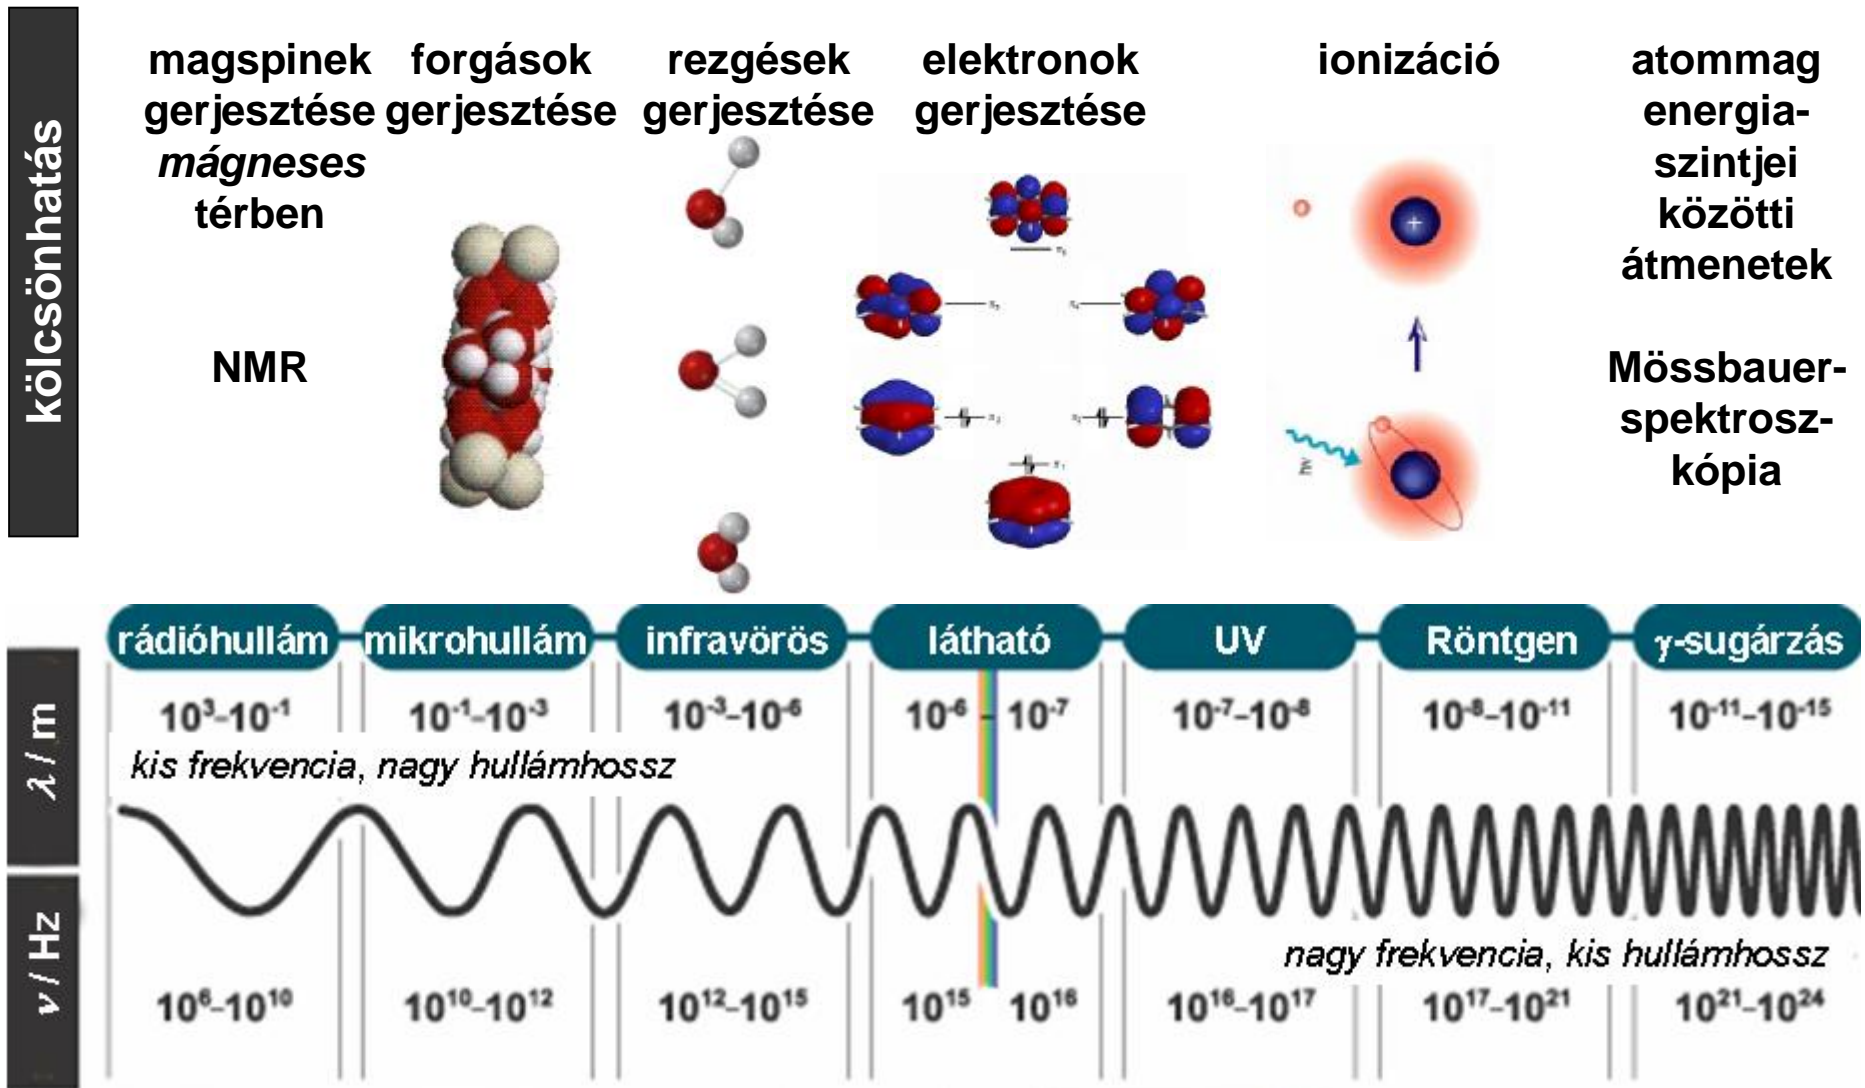 kölcsönhatás
magspinek
gerjesztése
mágneses
térben
NMR
forgások
gerjesztése
rezgések
gerjesztése
elektronok
gerjesztése
ionizáció
+
hν
atommag
energia-
szintjei
közötti
átmenetek
Mössbauer-
spektrosz-
kópia
rádióhullám mikrohullám infravörös látható UV Röntgen γ-sugárzás
λ / m
10³–10⁻¹ 10⁻¹–10⁻³ 10⁻³–10⁻⁶ 10⁻⁶ – 10⁻⁷ 10⁻⁷–10⁻⁸ 10⁻⁸–10⁻¹¹ 10⁻¹¹–10⁻¹⁵
kis frekvencia, nagy hullámhossz
nagy frekvencia, kis hullámhossz
ν / Hz
10⁶–10¹⁰ 10¹⁰–10¹² 10¹²–10¹⁵ 10¹⁵ 10¹⁶ 10¹⁶–10¹⁷ 10¹⁷–10²¹ 10²¹–10²⁴